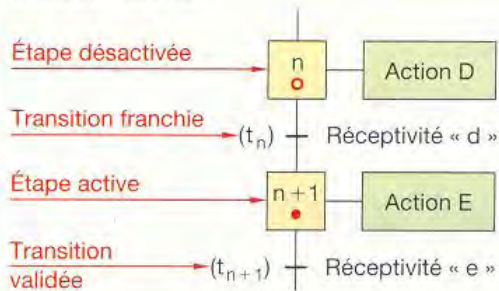 Étape désactivée
n
Action D
Transition franchie
(tn)
Réceptivité « d »
Étape active
n+1
Action E
Transition
validée
(tn+1)
Réceptivité « e »